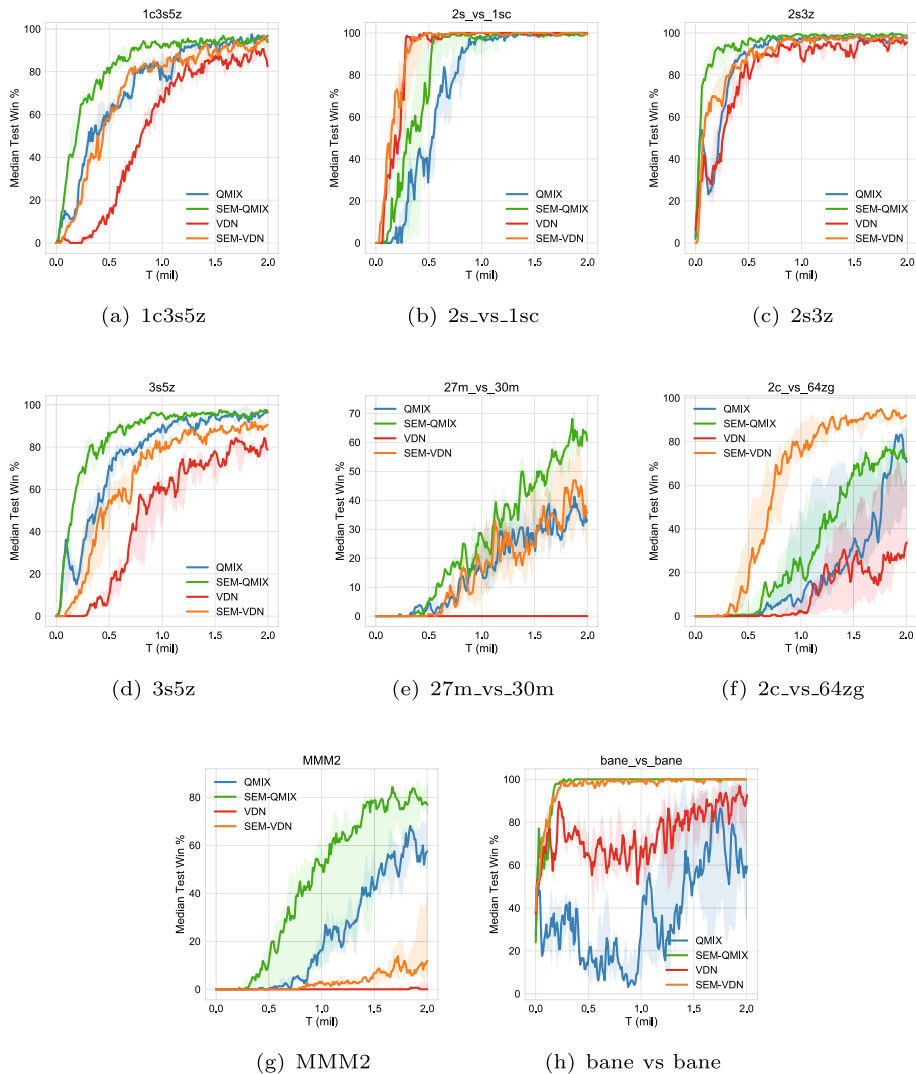 1c3s5z
Median Test Win %
100
80
60
40
20
0
QMIX
SEM-QMIX
VDN
SEM-VDN
0.0 0.5 1.0 1.5 2.0
T (mil)
(a) 1c3s5z
2s_vs_1sc
Median Test Win %
100
80
60
40
20
0
QMIX
SEM-QMIX
VDN
SEM-VDN
0.0 0.5 1.0 1.5 2.0
T (mil)
(b) 2s_vs_1sc
2s3z
Median Test Win %
100
80
60
40
20
0
QMIX
SEM-QMIX
VDN
SEM-VDN
0.0 0.5 1.0 1.5 2.0
T (mil)
(c) 2s3z
3s5z
Median Test Win %
100
80
60
40
20
0
QMIX
SEM-QMIX
VDN
SEM-VDN
0.0 0.5 1.0 1.5 2.0
T (mil)
(d) 3s5z
27m_vs_30m
Median Test Win %
70
60
50
40
30
20
10
0
QMIX
SEM-QMIX
VDN
SEM-VDN
0.0 0.5 1.0 1.5 2.0
T (mil)
(e) 27m_vs_30m
2c_vs_64zg
Median Test Win %
100
80
60
40
20
0
QMIX
SEM-QMIX
VDN
SEM-VDN
0.0 0.5 1.0 1.5 2.0
T (mil)
(f) 2c_vs_64zg
MMM2
Median Test Win %
80
60
40
20
0
QMIX
SEM-QMIX
VDN
SEM-VDN
0.0 0.5 1.0 1.5 2.0
T (mil)
(g) MMM2
bane_vs_bane
Median Test Win %
100
80
60
40
20
0
QMIX
SEM-QMIX
VDN
SEM-VDN
0.0 0.5 1.0 1.5 2.0
T (mil)
(h) bane vs bane